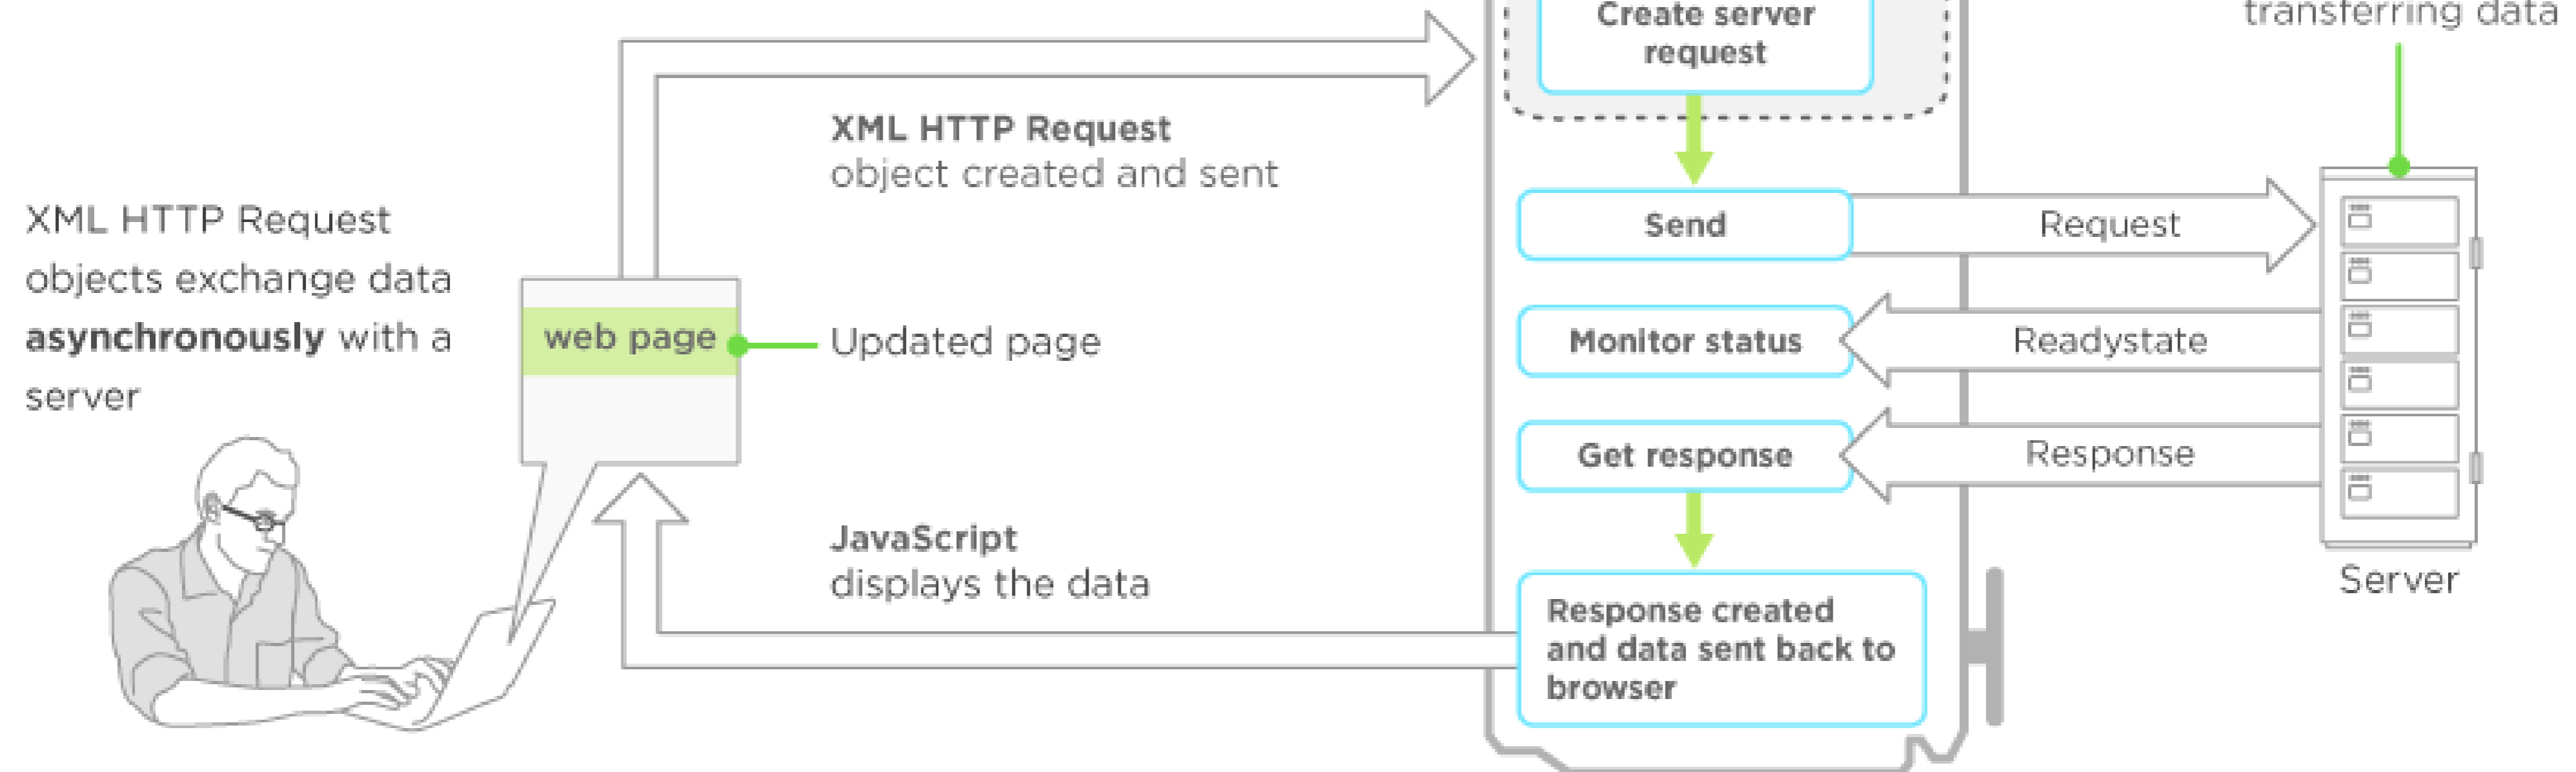 Create server
request
transferring data
XML HTTP Request
object created and sent
XML HTTP Request
objects exchange data
asynchronously with a
server
Send
Request
web page
Updated page
Monitor status
Readystate
Get response
Response
JavaScript
displays the data
Response created
and data sent back to
browser
Server